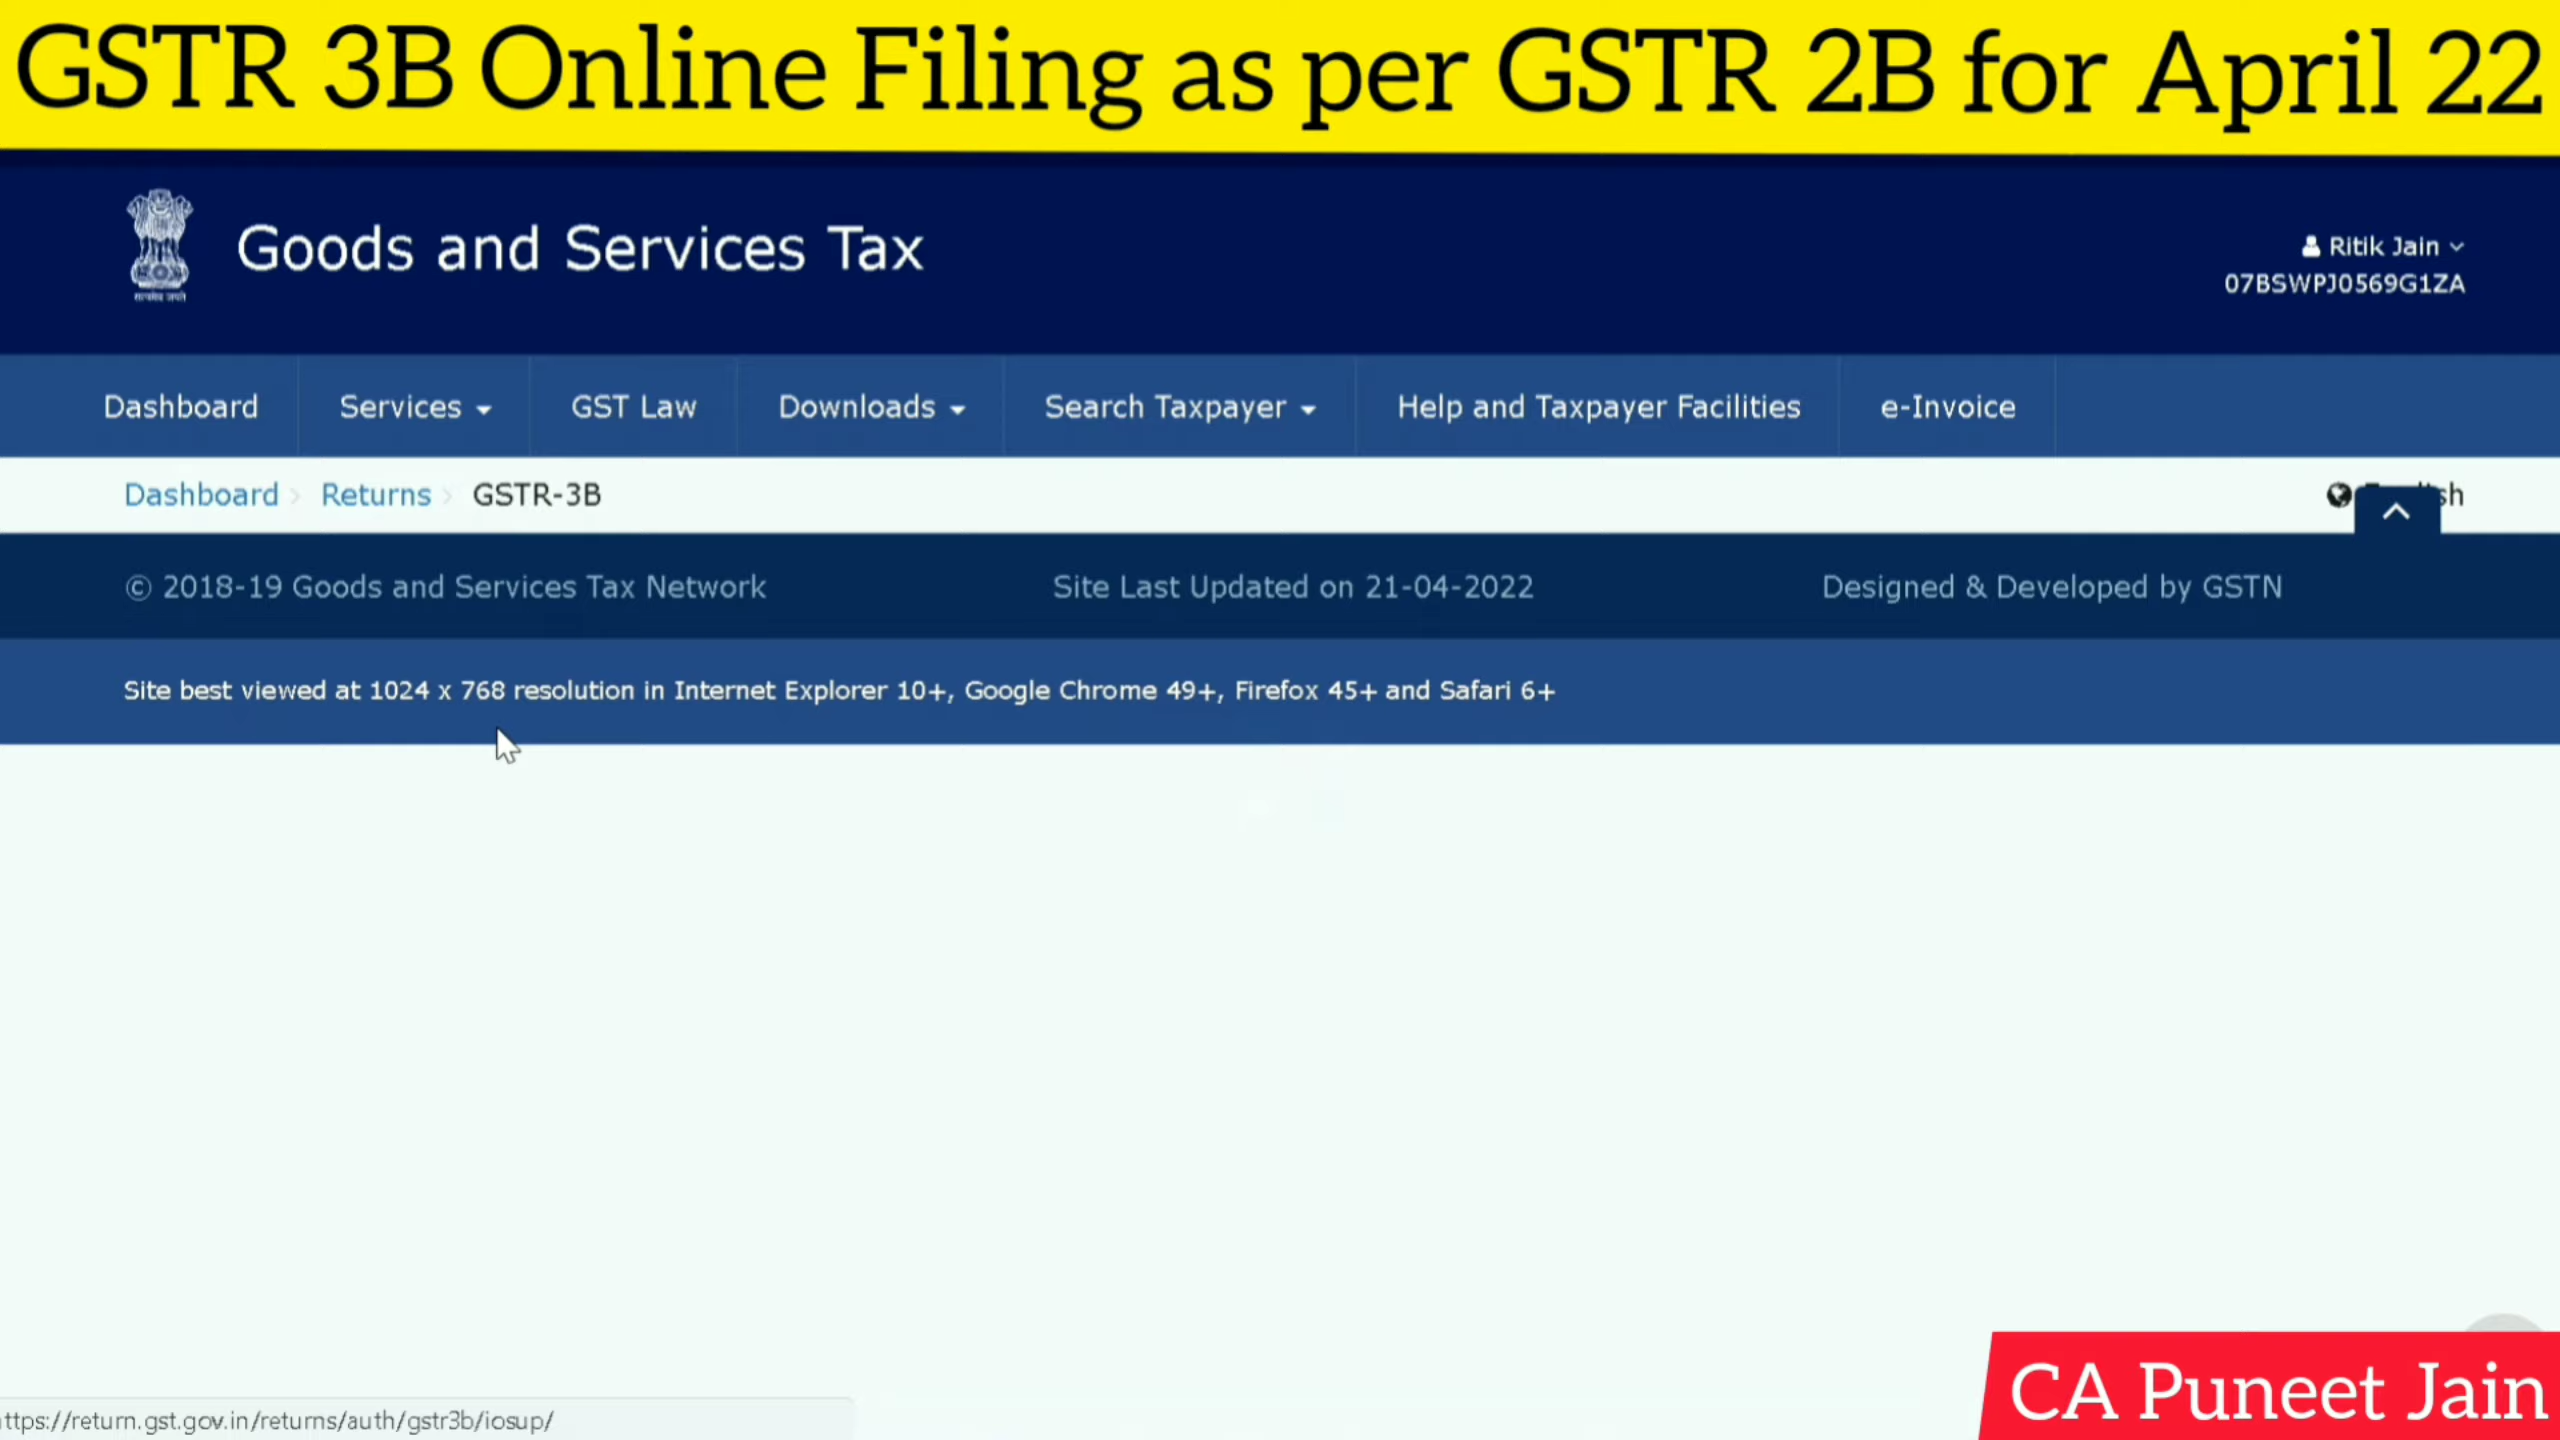 GSTR 3B Online Filing as per GSTR 2B for April 22
Goods and Services Tax
Ritik Jain
07BSWPJ0569G1ZA
Dashboard Services GST Law Downloads Search Taxpayer Help and Taxpayer Facilities e-Invoice
Dashboard Returns GSTR-3B
© 2018-19 Goods and Services Tax Network Site Last Updated on 21-04-2022 Designed & Developed by GSTN
Site best viewed at 1024 x 768 resolution in Internet Explorer 10+, Google Chrome 49+, Firefox 45+ and Safari 6+
CA Puneet Jain
ttps://return.gst.gov.in/returns/auth/gstr3b/iosup/